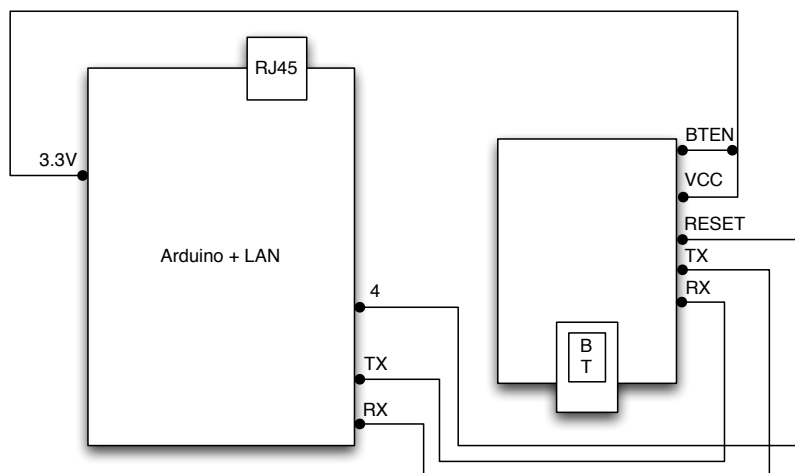 RJ45
BTEN
3.3V
VCC
RESET
Arduino + LAN
TX
RX
4
B
T
TX
RX